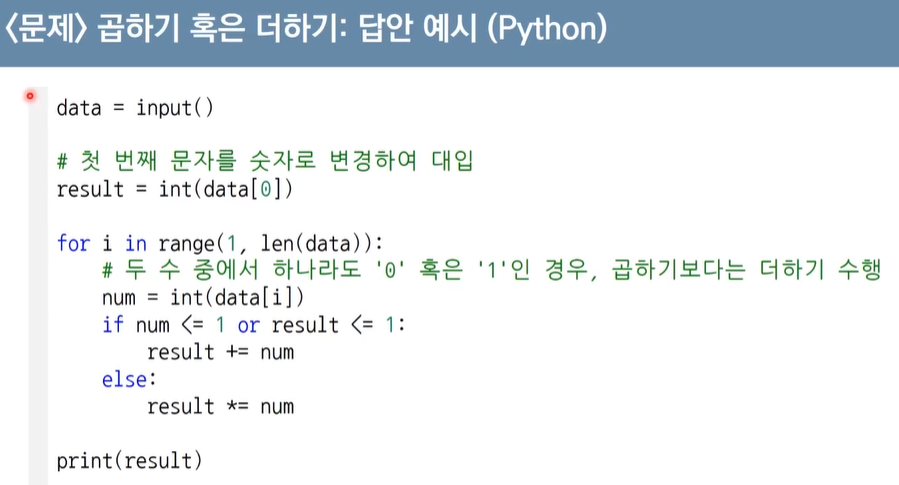 <문제> 곱하기 혹은 더하기: 답안 예시 (Python)
data = input()
# 첫 번째 문자를 숫자로 변경하여 대입
result = int(data[0])
for i in range(1, len(data)):
# 두 수 중에서 하나라도 '0' 혹은 '1'인 경우, 곱하기보다는 더하기 수행
num = int(data[i])
if num <= 1 or result <= 1:
result += num
else:
result *= num
print(result)